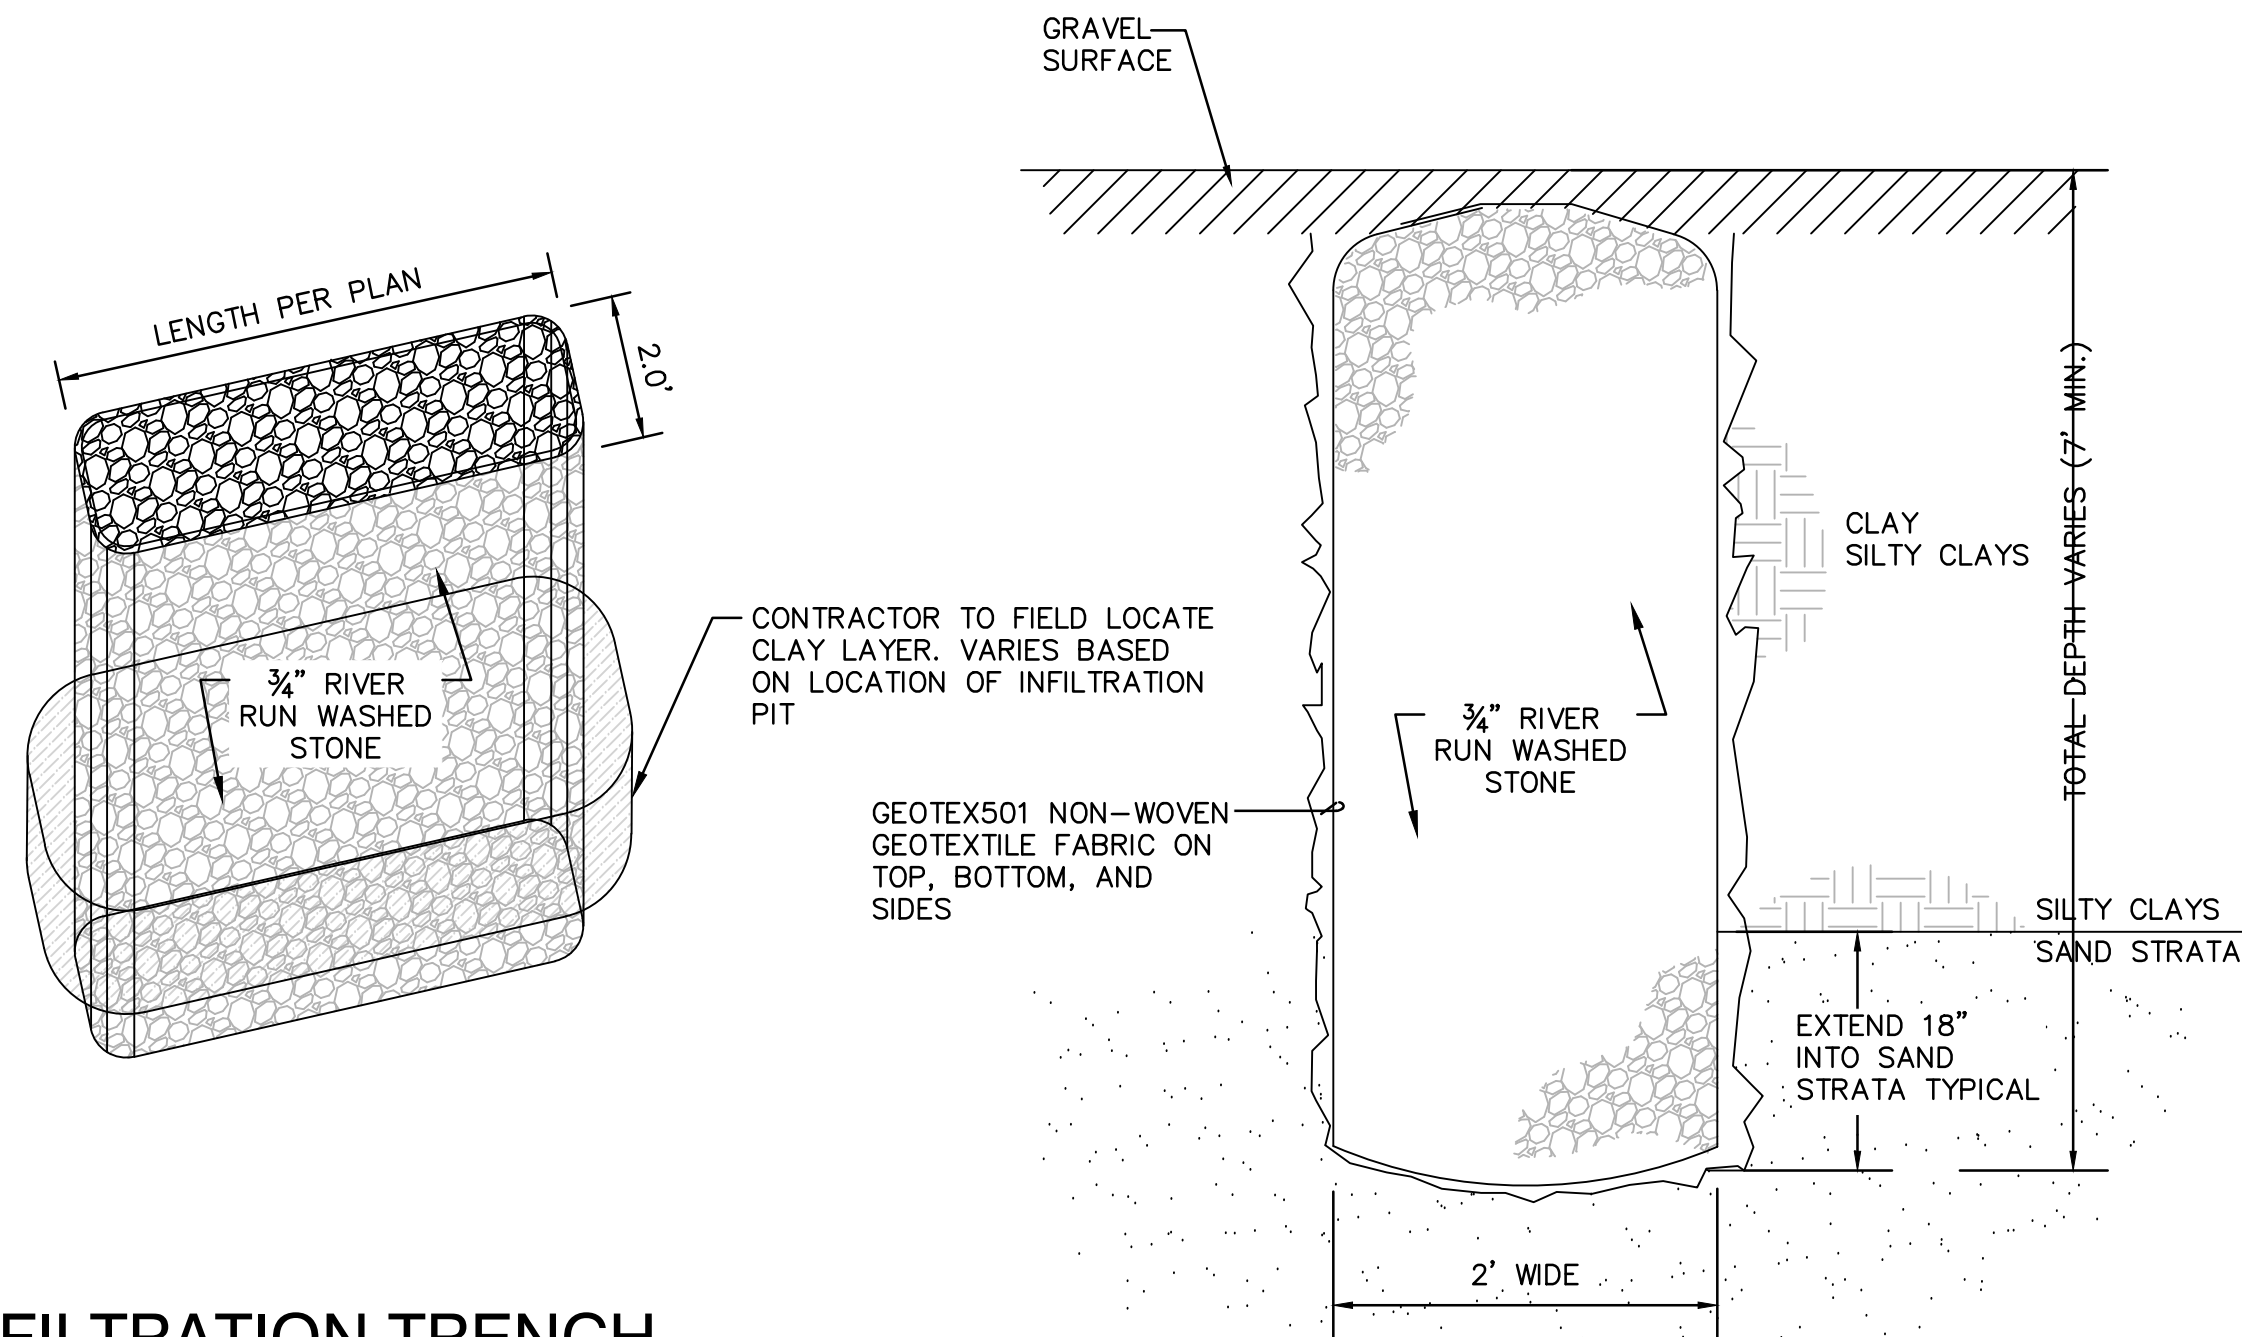 GRAVEL
SURFACE
LENGTH PER PLAN
2.0'
¾" RIVER
RUN WASHED
STONE
CONTRACTOR TO FIELD LOCATE
CLAY LAYER. VARIES BASED
ON LOCATION OF INFILTRATION
PIT
GEOTEX501 NON-WOVEN
GEOTEXTILE FABRIC ON
TOP, BOTTOM, AND
SIDES
¾" RIVER
RUN WASHED
STONE
CLAY
SILTY CLAYS
TOTAL DEPTH VARIES (7' MIN.)
SILTY CLAYS
SAND STRATA
EXTEND 18"
INTO SAND
STRATA TYPICAL
2' WIDE
FILTRATION TRENCH